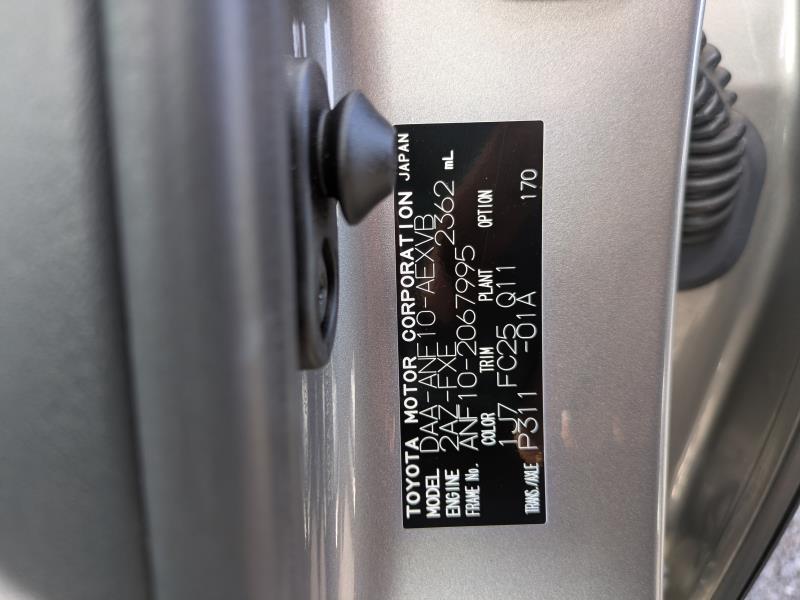 TOYOTA MOTOR CORPORATION JAPAN
MODEL DAA-ANF10-AEXVB
ENGINE 2AZ-FXE 2362 mL
FRAME No. ANF10-2067995
COLOR TRIM PLANT OPTION
1J7 FC25 Q11 170
TRANS./AXLE P311 -01A